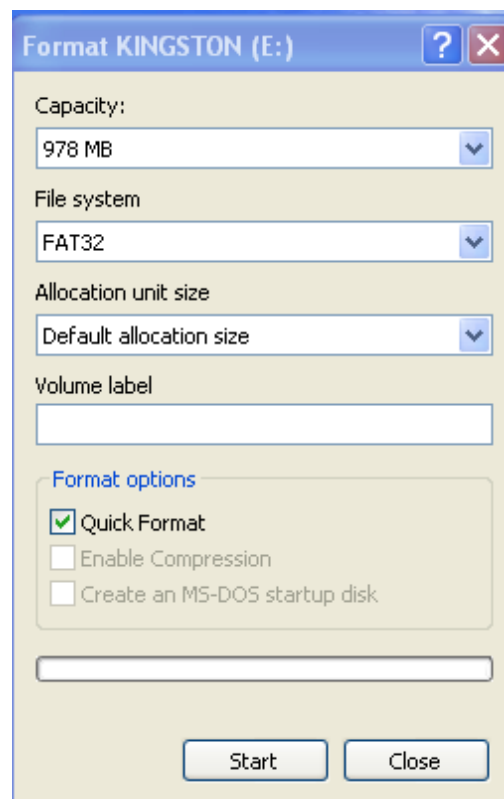 Format KINGSTON (E:)
Capacity:
978 MB
File system
FAT32
Allocation unit size
Default allocation size
Volume label
Format options
Quick Format
Enable Compression
Create an MS-DOS startup disk
Start Close